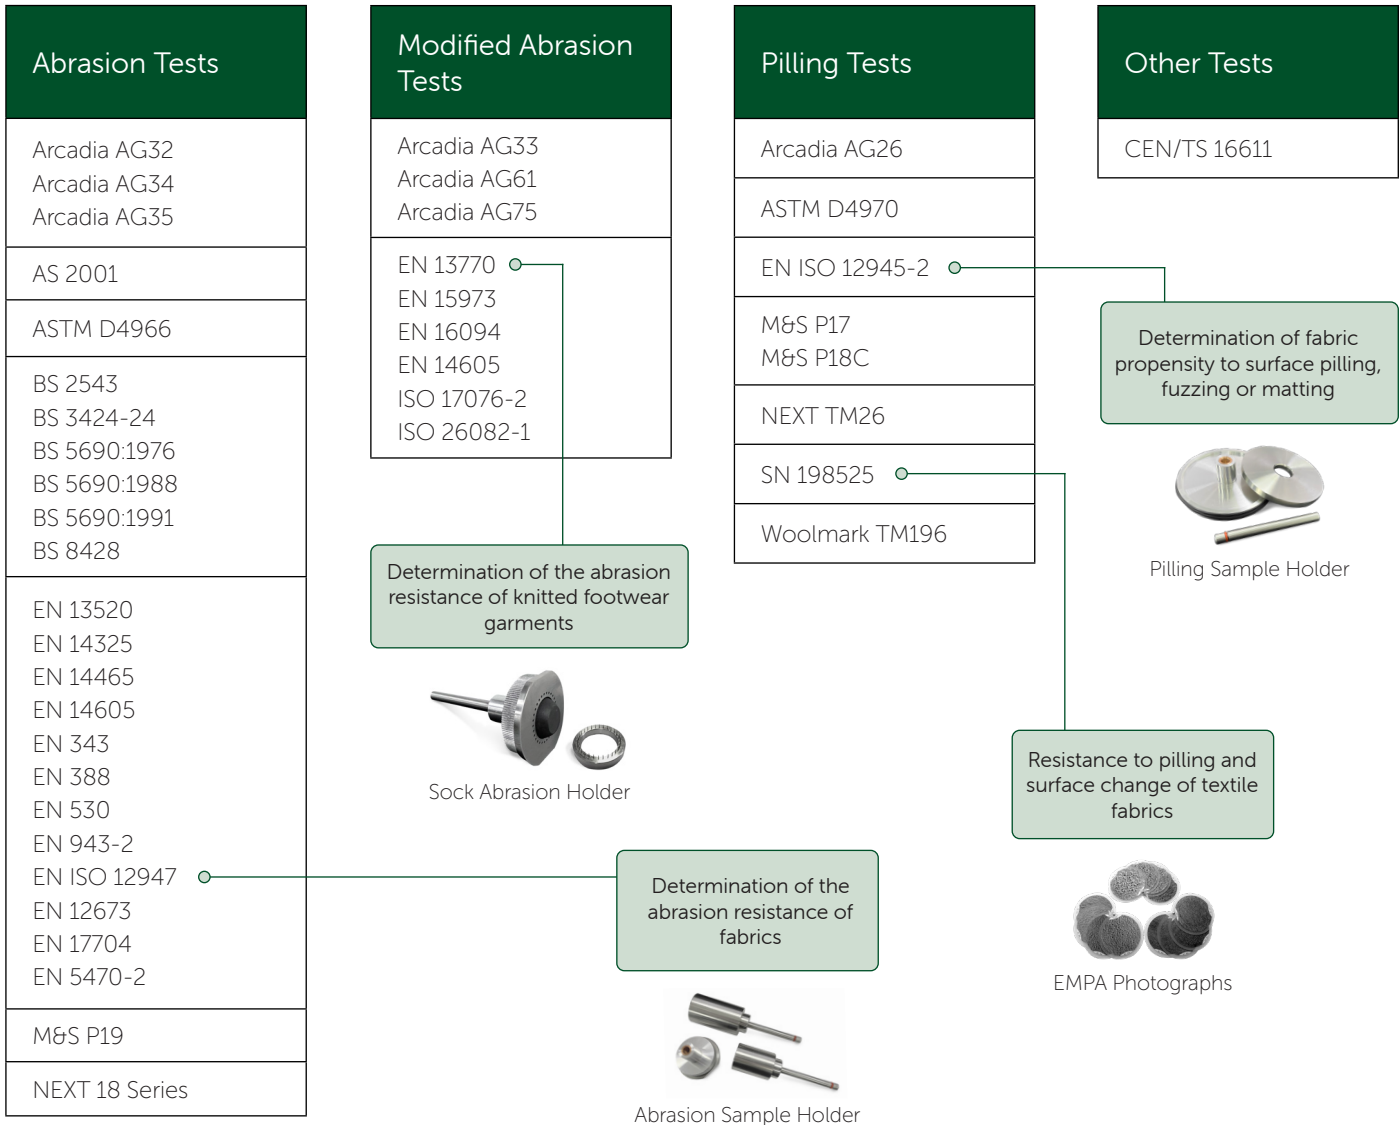 Abrasion Tests
Arcadia AG32
Arcadia AG34
Arcadia AG35
AS 2001
ASTM D4966
BS 2543
BS 3424-24
BS 5690:1976
BS 5690:1988
BS 5690:1991
BS 8428
EN 13520
EN 14325
EN 14465
EN 14605
EN 343
EN 388
EN 530
EN 943-2
EN ISO 12947
EN 12673
EN 17704
EN 5470-2
M&S P19
NEXT 18 Series
Modified Abrasion
Tests
Arcadia AG33
Arcadia AG61
Arcadia AG75
EN 13770
EN 15973
EN 16094
EN 14605
ISO 17076-2
ISO 26082-1
Determination of the abrasion
resistance of knitted footwear
garments
Sock Abrasion Holder
Determination of the
abrasion resistance of
fabrics
Abrasion Sample Holder
Pilling Tests
Arcadia AG26
ASTM D4970
EN ISO 12945-2
M&S P17
M&S P18C
NEXT TM26
SN 198525
Woolmark TM196
Other Tests
CEN/TS 16611
Determination of fabric
propensity to surface pilling,
fuzzing or matting
Pilling Sample Holder
Resistance to pilling and
surface change of textile
fabrics
EMPA Photographs